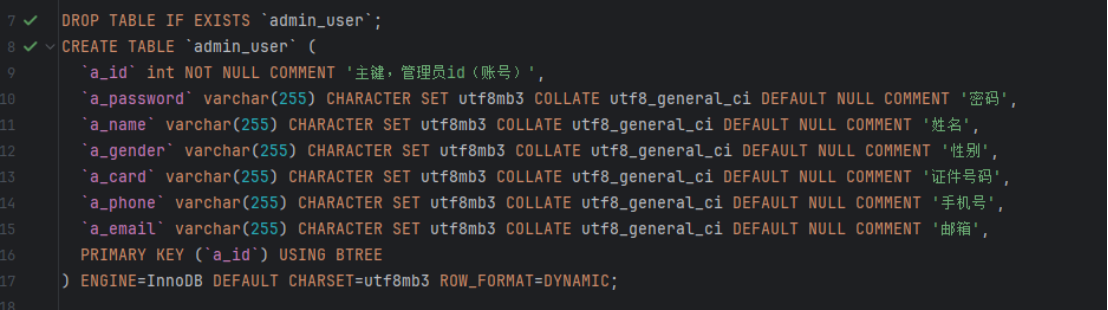 7 DROP TABLE IF EXISTS `admin_user`;
8 CREATE TABLE `admin_user` (
9 `a_id` int NOT NULL COMMENT '主键，管理员id（账号）',
10 `a_password` varchar(255) CHARACTER SET utf8mb3 COLLATE utf8_general_ci DEFAULT NULL COMMENT '密码',
11 `a_name` varchar(255) CHARACTER SET utf8mb3 COLLATE utf8_general_ci DEFAULT NULL COMMENT '姓名',
12 `a_gender` varchar(255) CHARACTER SET utf8mb3 COLLATE utf8_general_ci DEFAULT NULL COMMENT '性别',
13 `a_card` varchar(255) CHARACTER SET utf8mb3 COLLATE utf8_general_ci DEFAULT NULL COMMENT '证件号码',
14 `a_phone` varchar(255) CHARACTER SET utf8mb3 COLLATE utf8_general_ci DEFAULT NULL COMMENT '手机号',
15 `a_email` varchar(255) CHARACTER SET utf8mb3 COLLATE utf8_general_ci DEFAULT NULL COMMENT '邮箱',
16 PRIMARY KEY (`a_id`) USING BTREE
17 ) ENGINE=InnoDB DEFAULT CHARSET=utf8mb3 ROW_FORMAT=DYNAMIC;
18